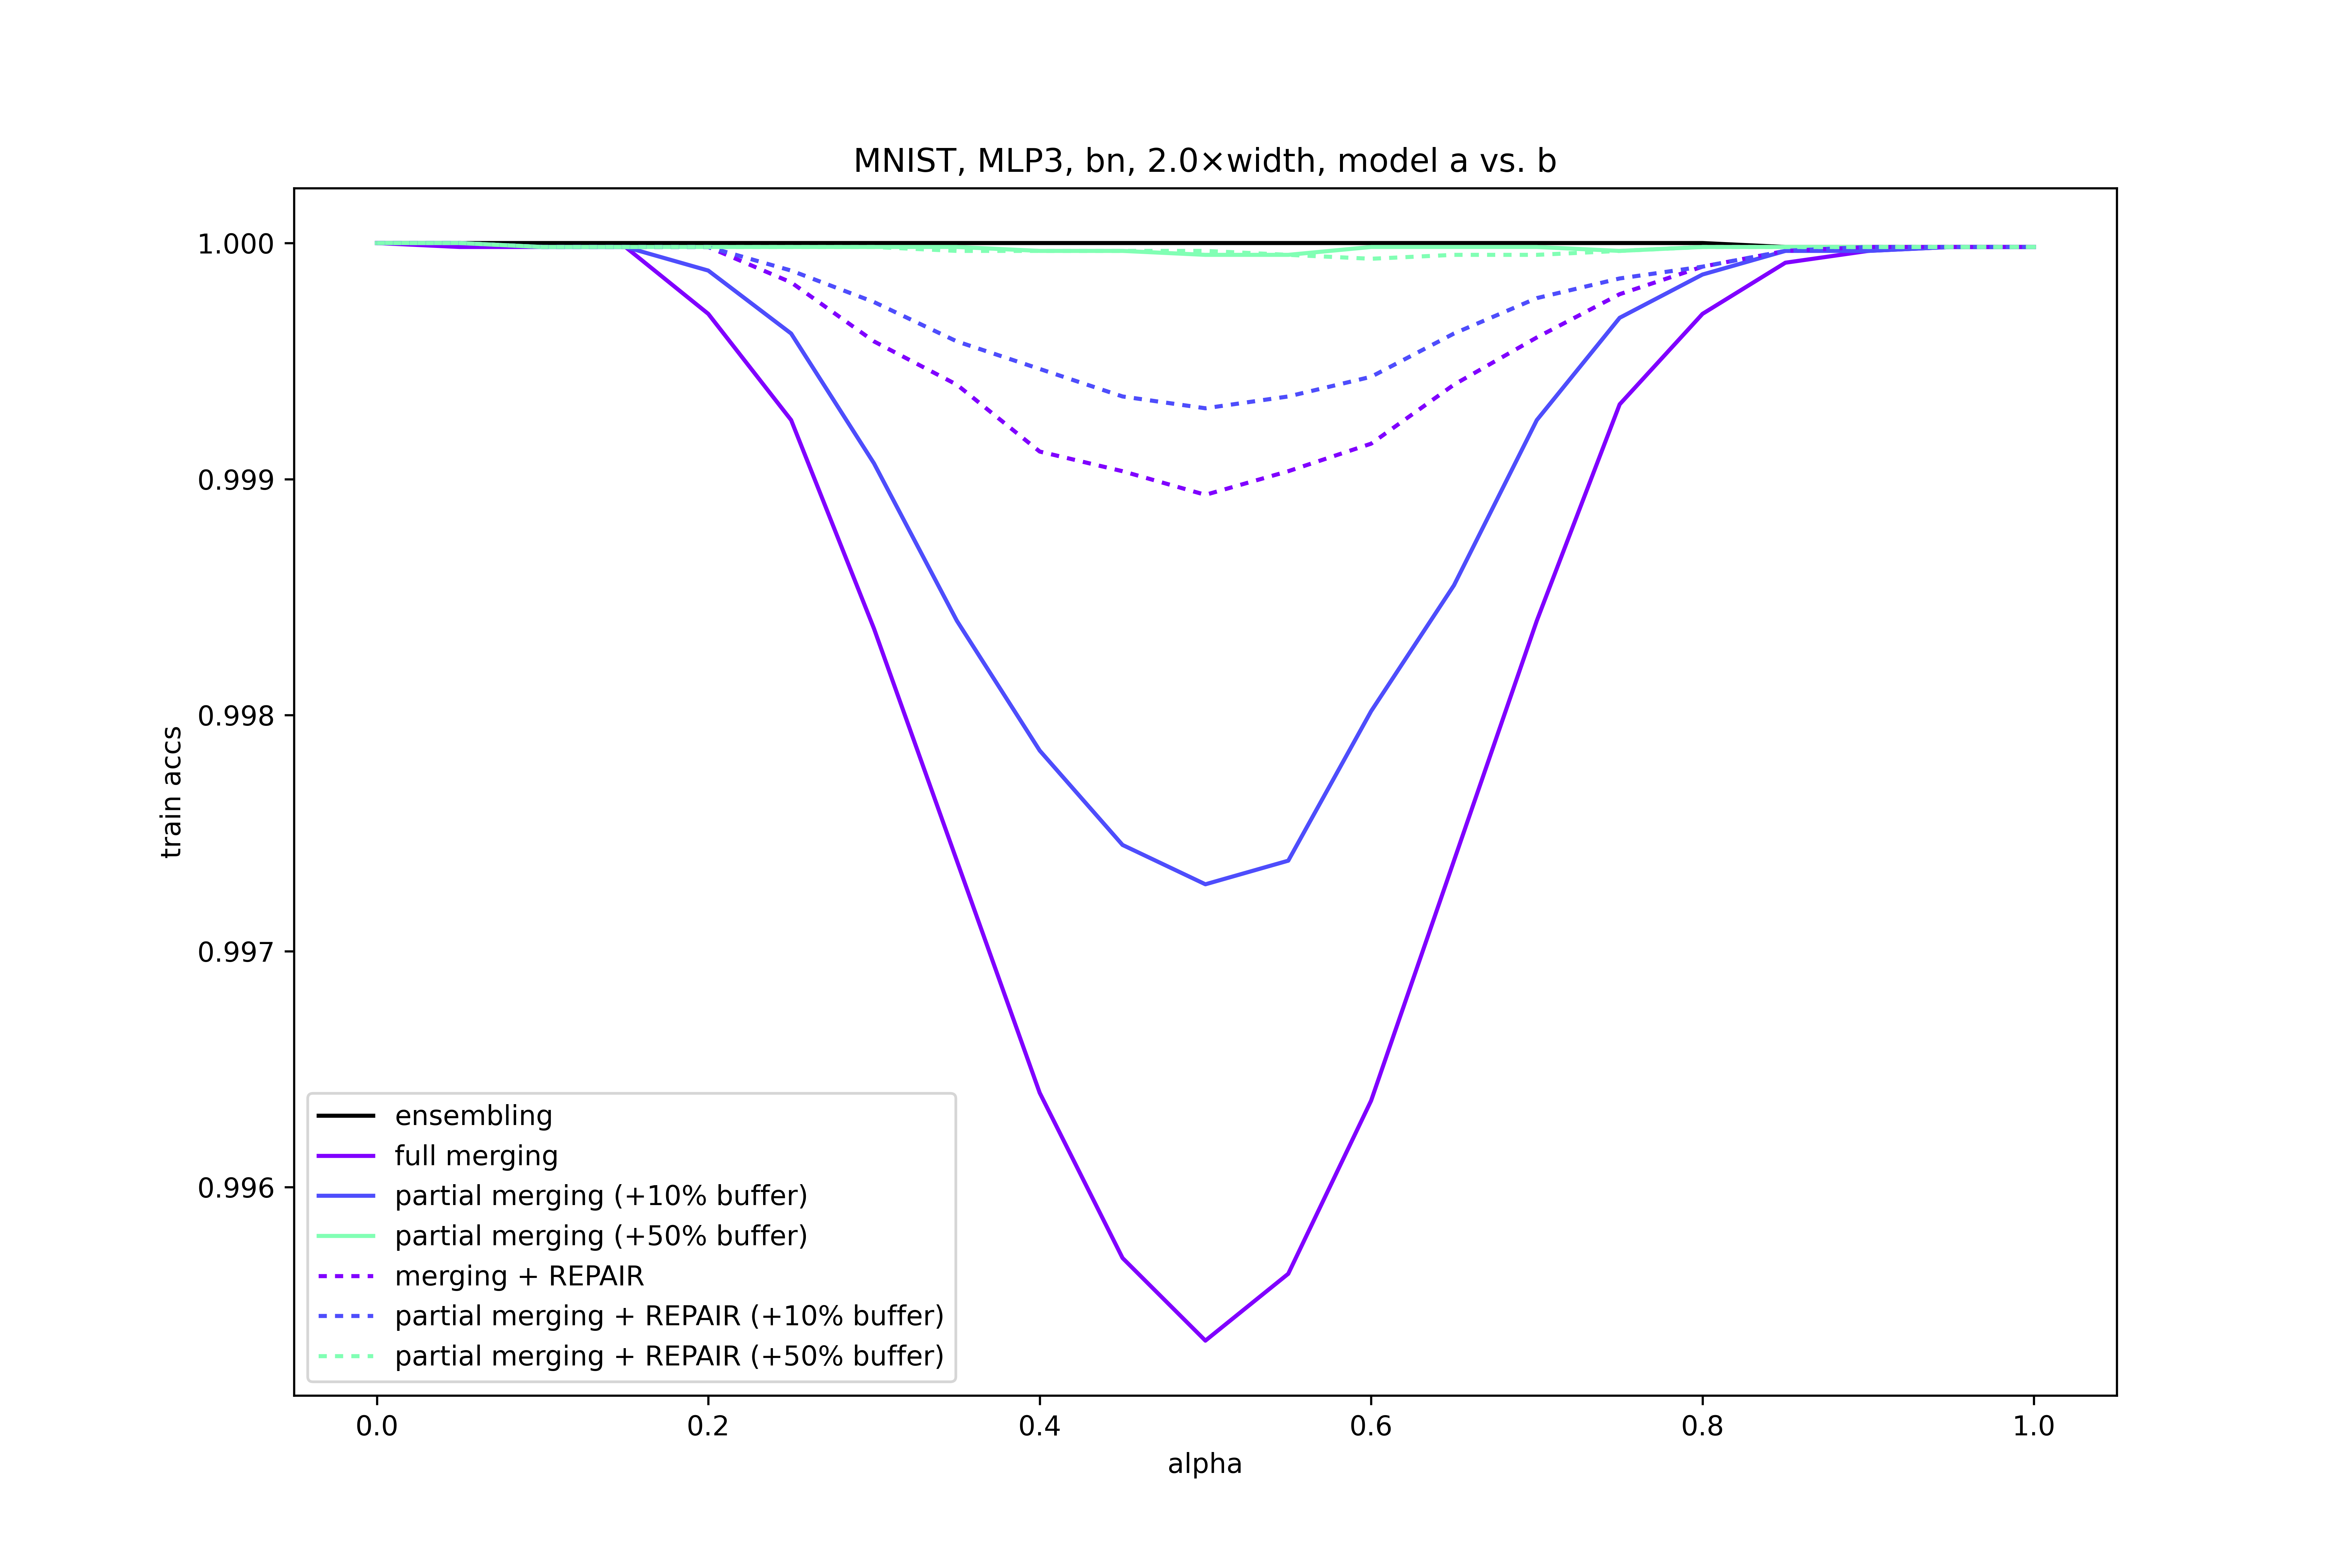 MNIST, MLP3, bn, 2.0×width, model a vs. b
train accs
1.000
0.999
0.998
0.997
0.996
ensembling
full merging
partial merging (+10% buffer)
partial merging (+50% buffer)
merging + REPAIR
partial merging + REPAIR (+10% buffer)
partial merging + REPAIR (+50% buffer)
0.0 0.2 0.4 0.6 0.8 1.0
alpha